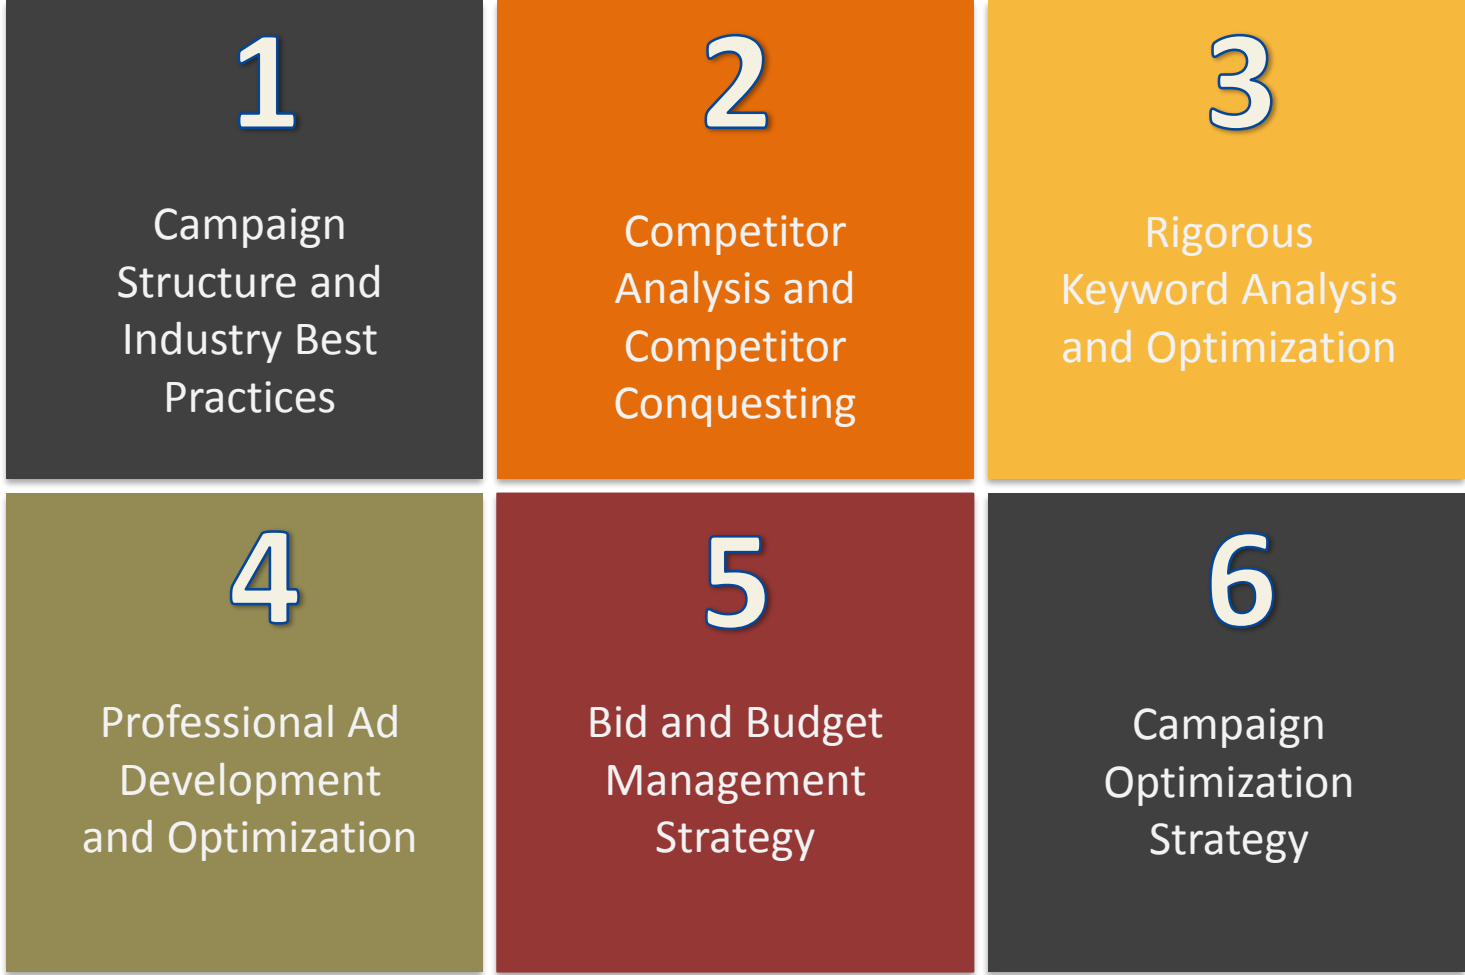 1
Campaign
Structure and
Industry Best
Practices
2
Competitor
Analysis and
Competitor
Conquesting
3
Rigorous
Keyword Analysis
and Optimization
4
Professional Ad
Development
and Optimization
5
Bid and Budget
Management
Strategy
6
Campaign
Optimization
Strategy